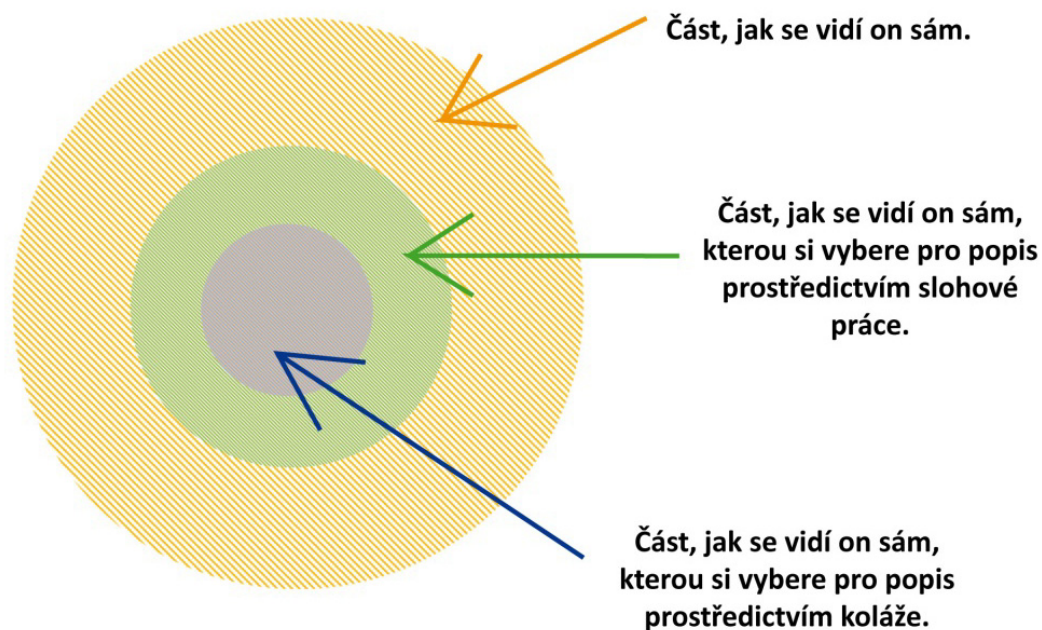 Část, jak se vidí on sám.
Část, jak se vidí on sám,
kterou si vybere pro popis
prostředictvím slohové
práce.
Část, jak se vidí on sám,
kterou si vybere pro popis
prostředictvím koláže.